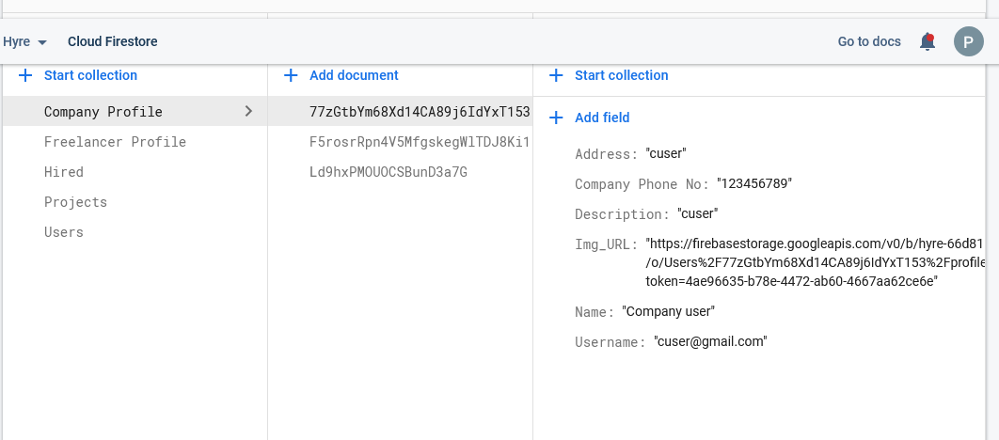 Hyre
Cloud Firestore
Go to docs
P
Start collection
Add document
Start collection
Company Profile
Freelancer Profile
Hired
Projects
Users
77zGtbYm68Xd14CA89j6IdYxT153
F5rosrRpn4V5MfgskegWlTDJ8Ki1
Ld9hxPMOUOCSBunD3a7G
Add field
Address: "cuser"
Company Phone No: "123456789"
Description: "cuser"
Img_URL: "https://firebasestorage.googleapis.com/v0/b/hyre-66d81
/o/Users%2F77zGtbYm68Xd14CA89j6IdYxT153%2Fprofile
token=4ae96635-b78e-4472-ab60-4667aa62ce6e"
Name: "Company user"
Username: "cuser@gmail.com"